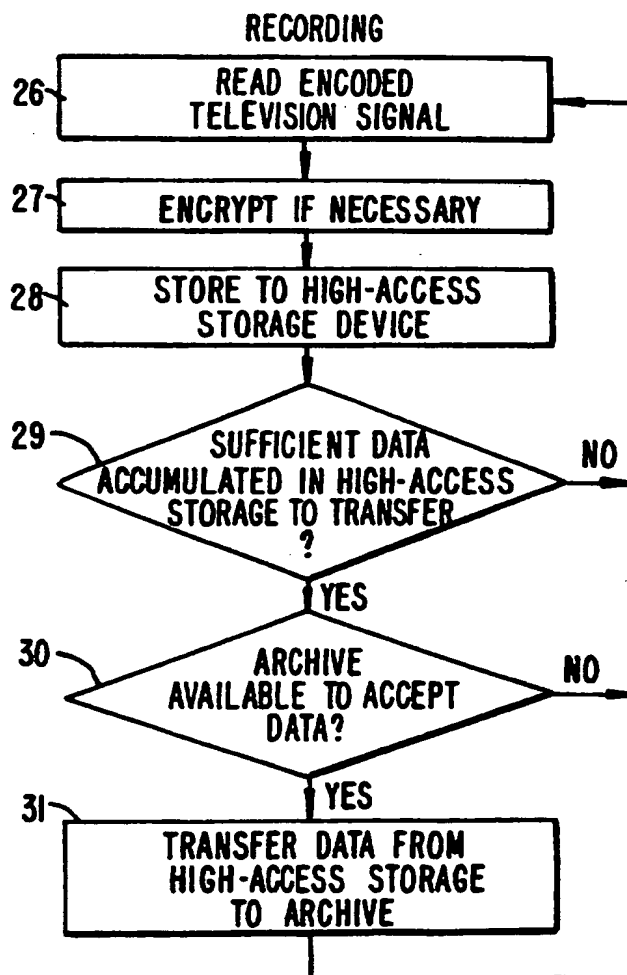 RECORDING
26
READ ENCODED
TELEVISION SIGNAL
27
ENCRYPT IF NECESSARY
28
STORE TO HIGH-ACCESS
STORAGE DEVICE
29
SUFFICIENT DATA
ACCUMULATED IN HIGH-ACCESS
STORAGE TO TRANSFER
?
NO
YES
30
ARCHIVE
AVAILABLE TO ACCEPT
DATA?
NO
YES
31
TRANSFER DATA FROM
HIGH-ACCESS STORAGE
TO ARCHIVE